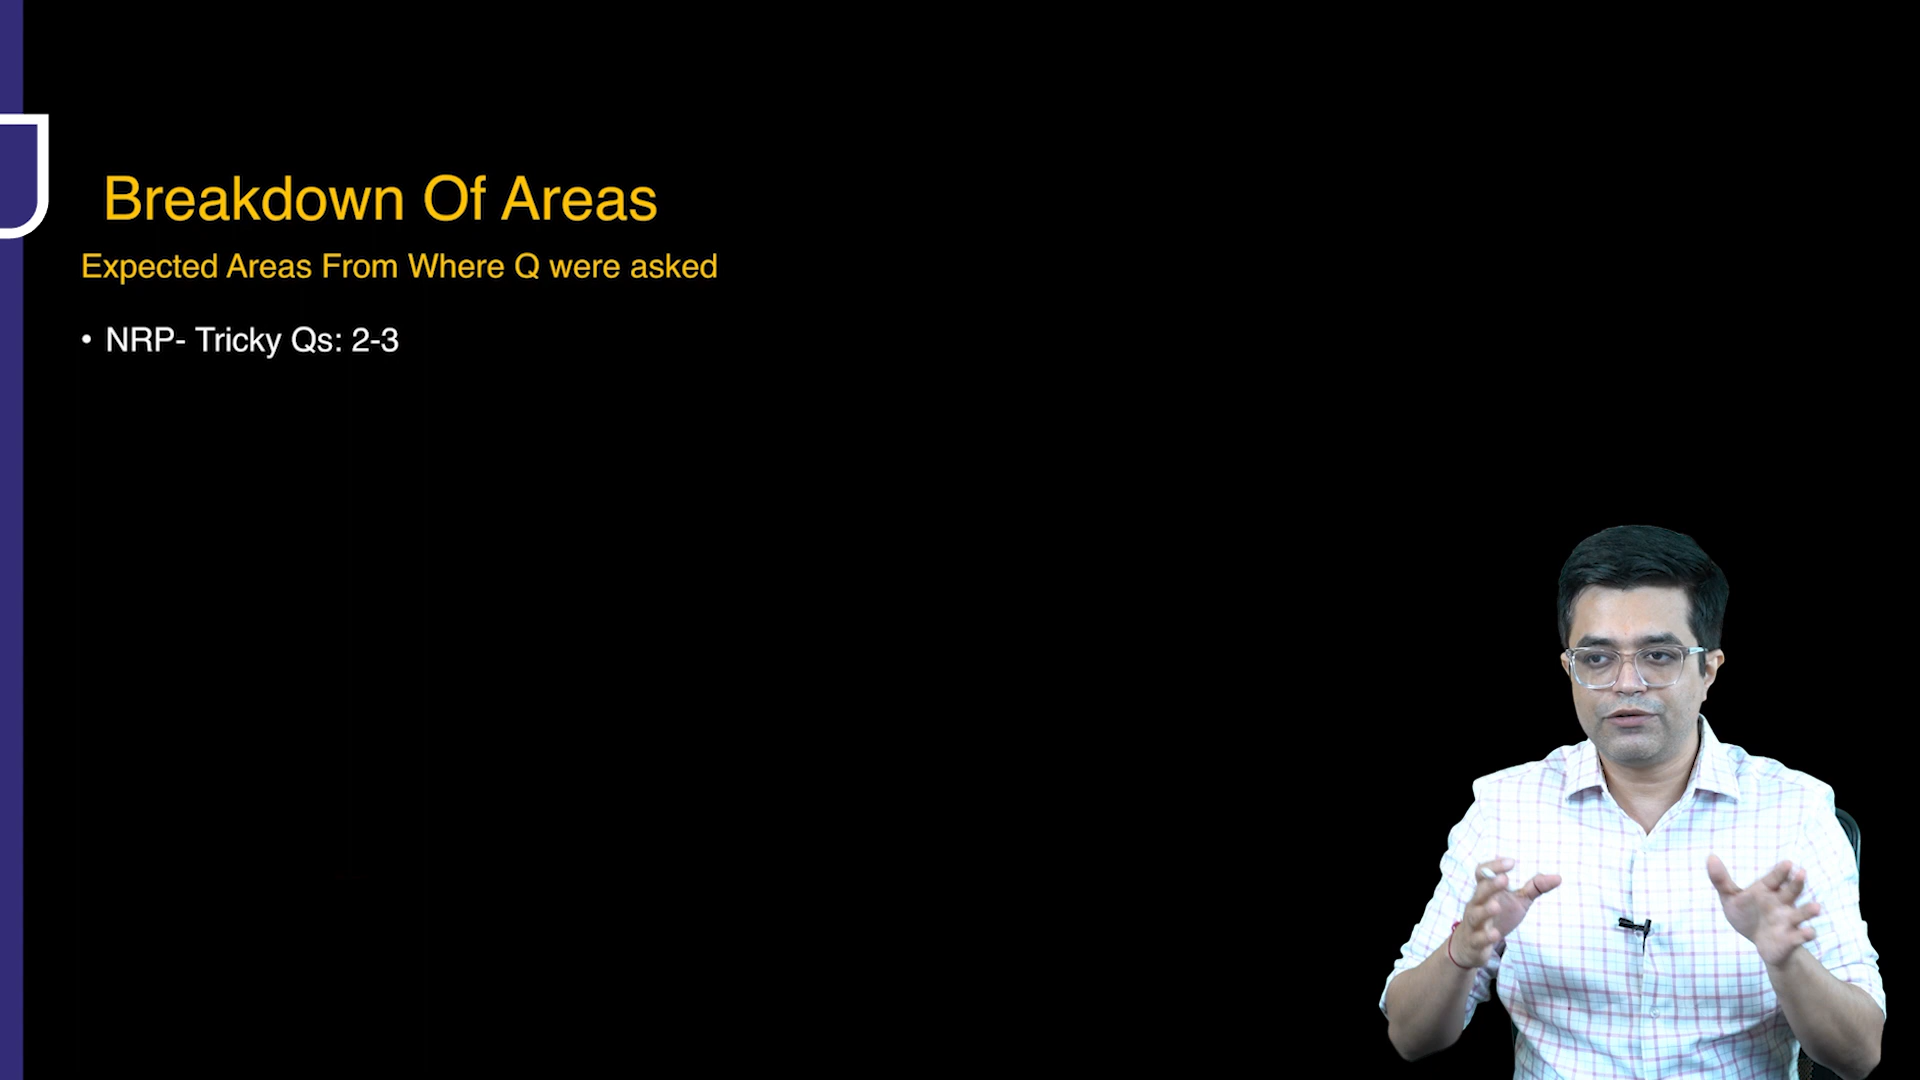 Breakdown Of Areas
Expected Areas From Where Q were asked
• NRP- Tricky Qs: 2-3